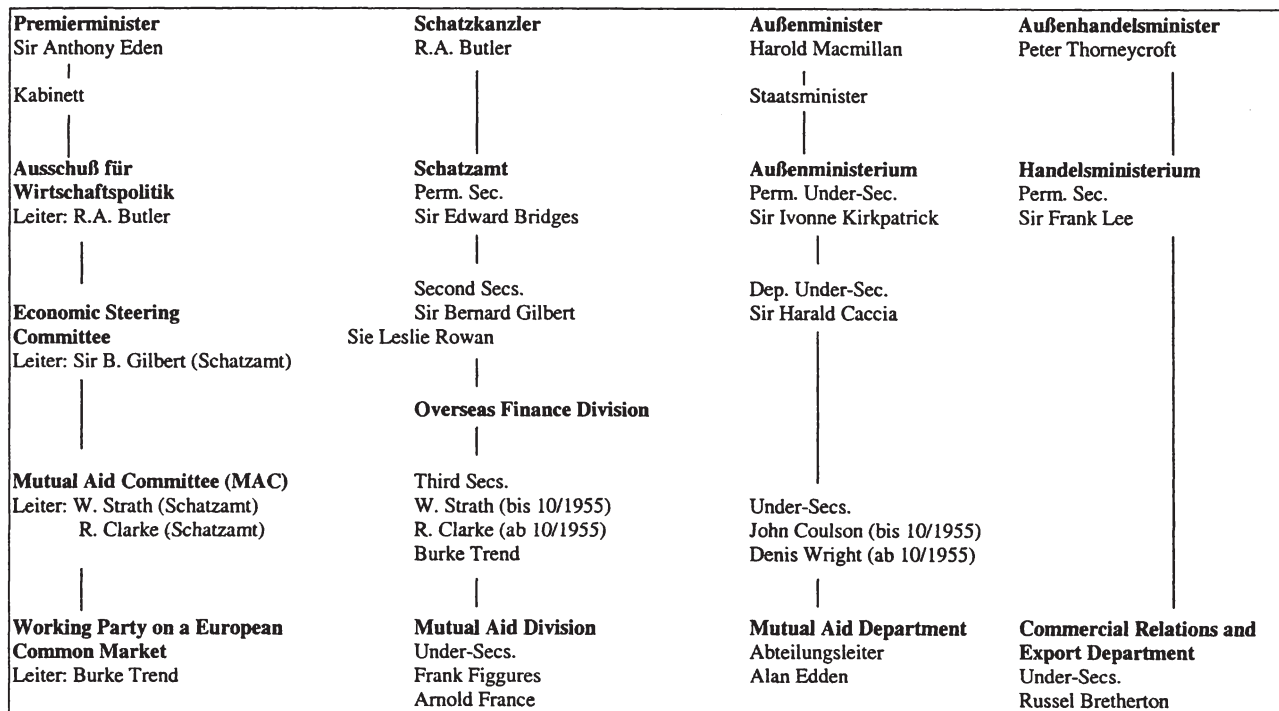 Premierminister
Sir Anthony Eden
Kabinett
Ausschuß für
Wirtschaftspolitik
Leiter: R.A. Butler
Economic Steering
Committee
Leiter: Sir B. Gilbert (Schatzamt)
Mutual Aid Committee (MAC)
Leiter: W. Strath (Schatzamt)
R. Clarke (Schatzamt)
Working Party on a European
Common Market
Leiter: Burke Trend
Schatzkanzler
R.A. Butler
Schatzamt
Perm. Sec.
Sir Edward Bridges
Second Secs.
Sir Bernard Gilbert
Sie Leslie Rowan
Overseas Finance Division
Third Secs.
W. Strath (bis 10/1955)
R. Clarke (ab 10/1955)
Burke Trend
Mutual Aid Division
Under-Secs.
Frank Figgures
Arnold France
Außenminister
Harold Macmillan
Staatsminister
Außenministerium
Perm. Under-Sec.
Sir Ivonne Kirkpatrick
Dep. Under-Sec.
Sir Harald Caccia
Under-Secs.
John Coulson (bis 10/1955)
Denis Wright (ab 10/1955)
Mutual Aid Department
Abteilungsleiter
Alan Edden
Außenhandelsminister
Peter Thorneycroft
Handelsministerium
Perm. Sec.
Sir Frank Lee
Commercial Relations and
Export Department
Under-Secs.
Russel Bretherton